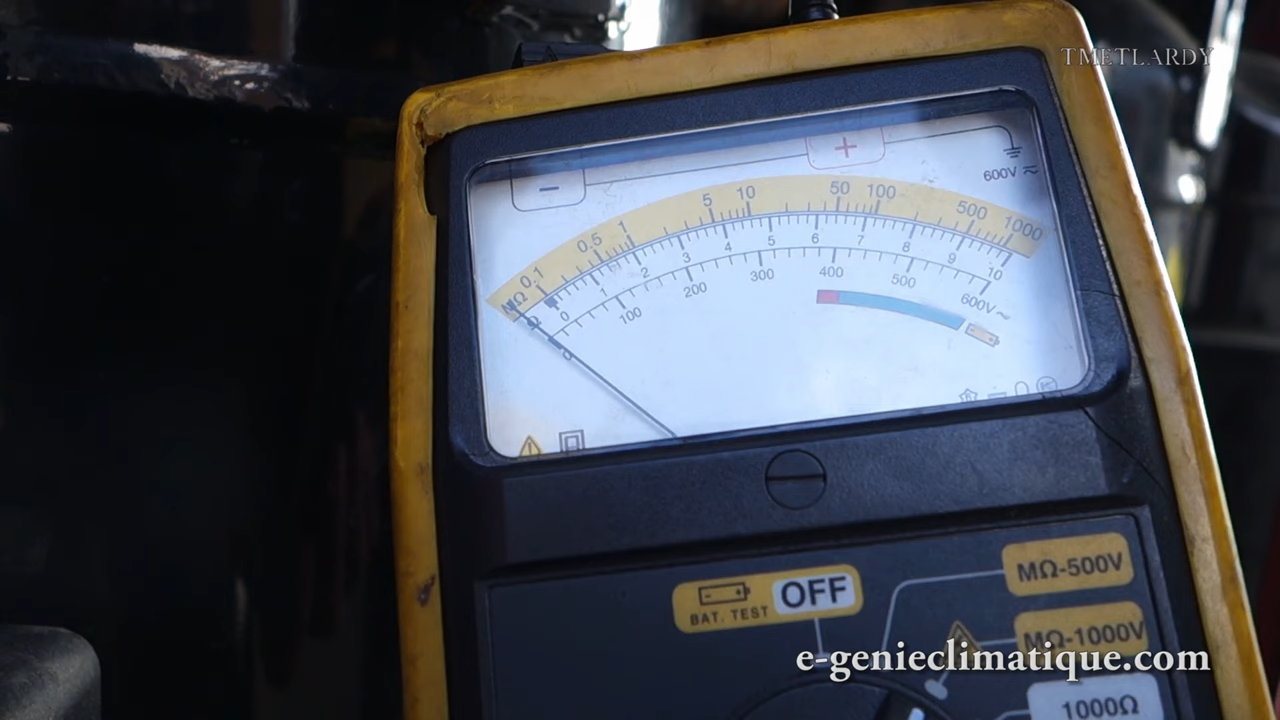 TMETLARDY
- +
600V
MΩ 0.1 0.5 1 5 10 50 100 500 1000
Ω 0 1 2 3 4 5 6 7 8 9 10
0 100 200 300 400 500 600V~
BAT. TEST OFF
MΩ-500V
MΩ-1000V
1000Ω
e-genieclimatique.com